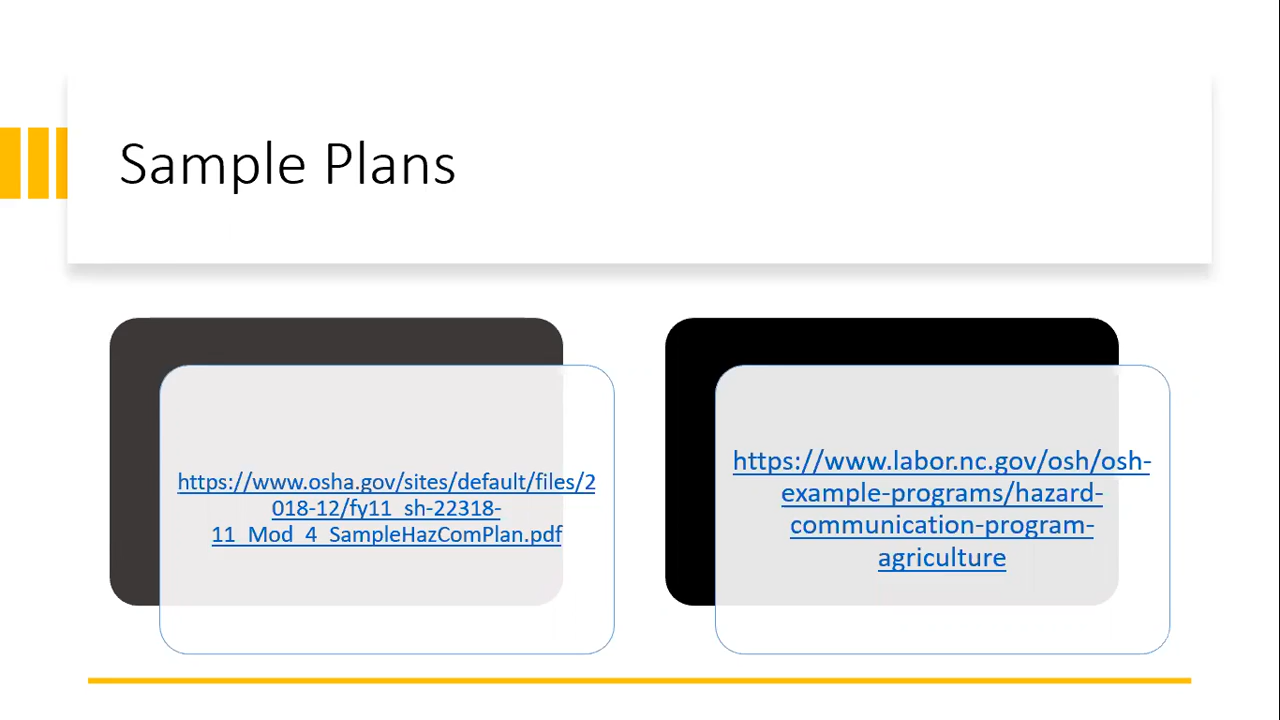 Sample Plans
https://www.osha.gov/sites/default/files/2
018-12/fy11_sh-22318-
11_Mod_4_SampleHazComPlan.pdf
https://www.labor.nc.gov/osh/osh-
example-programs/hazard-
communication-program-
agriculture